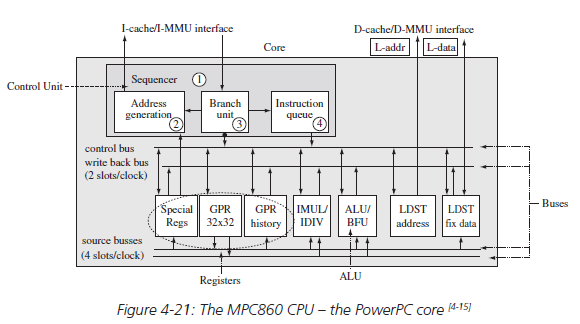 I-cache/I-MMU interface
D-cache/D-MMU interface
Core
L-addr
L-data
Control Unit
Sequencer
1
Address
generation
2
Branch
unit
3
Instruction
queue
4
control bus
write back bus
(2 slots/clock)
Special
Regs
GPR
32x32
GPR
history
IMUL/
IDIV
ALU/
BFU
LDST
address
LDST
fix data
Buses
source busses
(4 slots/clock)
Registers
ALU
Figure 4-21: The MPC860 CPU – the PowerPC core [4-15]